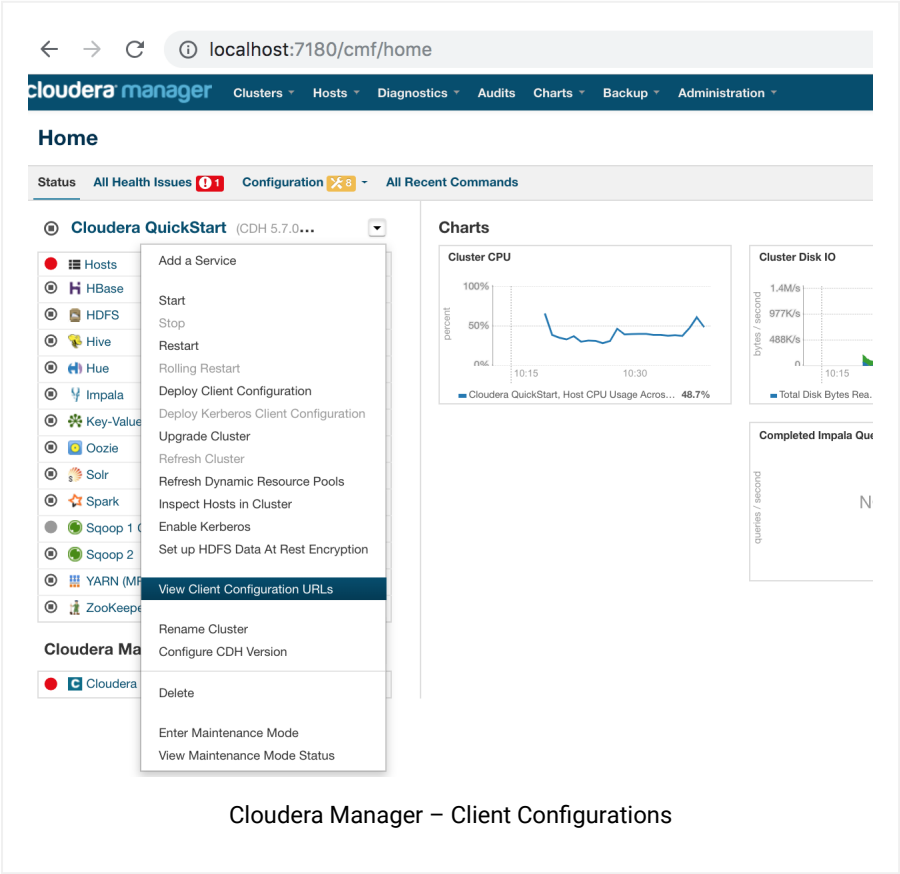 localhost:7180/cmf/home
cloudera manager Clusters Hosts Diagnostics Audits Charts Backup Administration
Home
Status All Health Issues 1 Configuration 8 All Recent Commands
Cloudera QuickStart (CDH 5.7.0...
Hosts
HBase
HDFS
Hive
Hue
Impala
Key-Value
Oozie
Solr
Spark
Sqoop 1
Sqoop 2
YARN (MR
ZooKeepe
Cloudera Ma
Cloudera
Add a Service
Start
Stop
Restart
Rolling Restart
Deploy Client Configuration
Deploy Kerberos Client Configuration
Upgrade Cluster
Refresh Cluster
Refresh Dynamic Resource Pools
Inspect Hosts in Cluster
Enable Kerberos
Set up HDFS Data At Rest Encryption
View Client Configuration URLs
Rename Cluster
Configure CDH Version
Delete
Enter Maintenance Mode
View Maintenance Mode Status
Charts
Cluster CPU
percent
100%
50%
0%
10:15 10:30
Cloudera QuickStart, Host CPU Usage Acros... 48.7%
Cluster Disk IO
bytes / second
1.4M/s
977K/s
488K/s
0
10:15
Total Disk Bytes Rea.
Completed Impala Que
queries / second
Cloudera Manager – Client Configurations